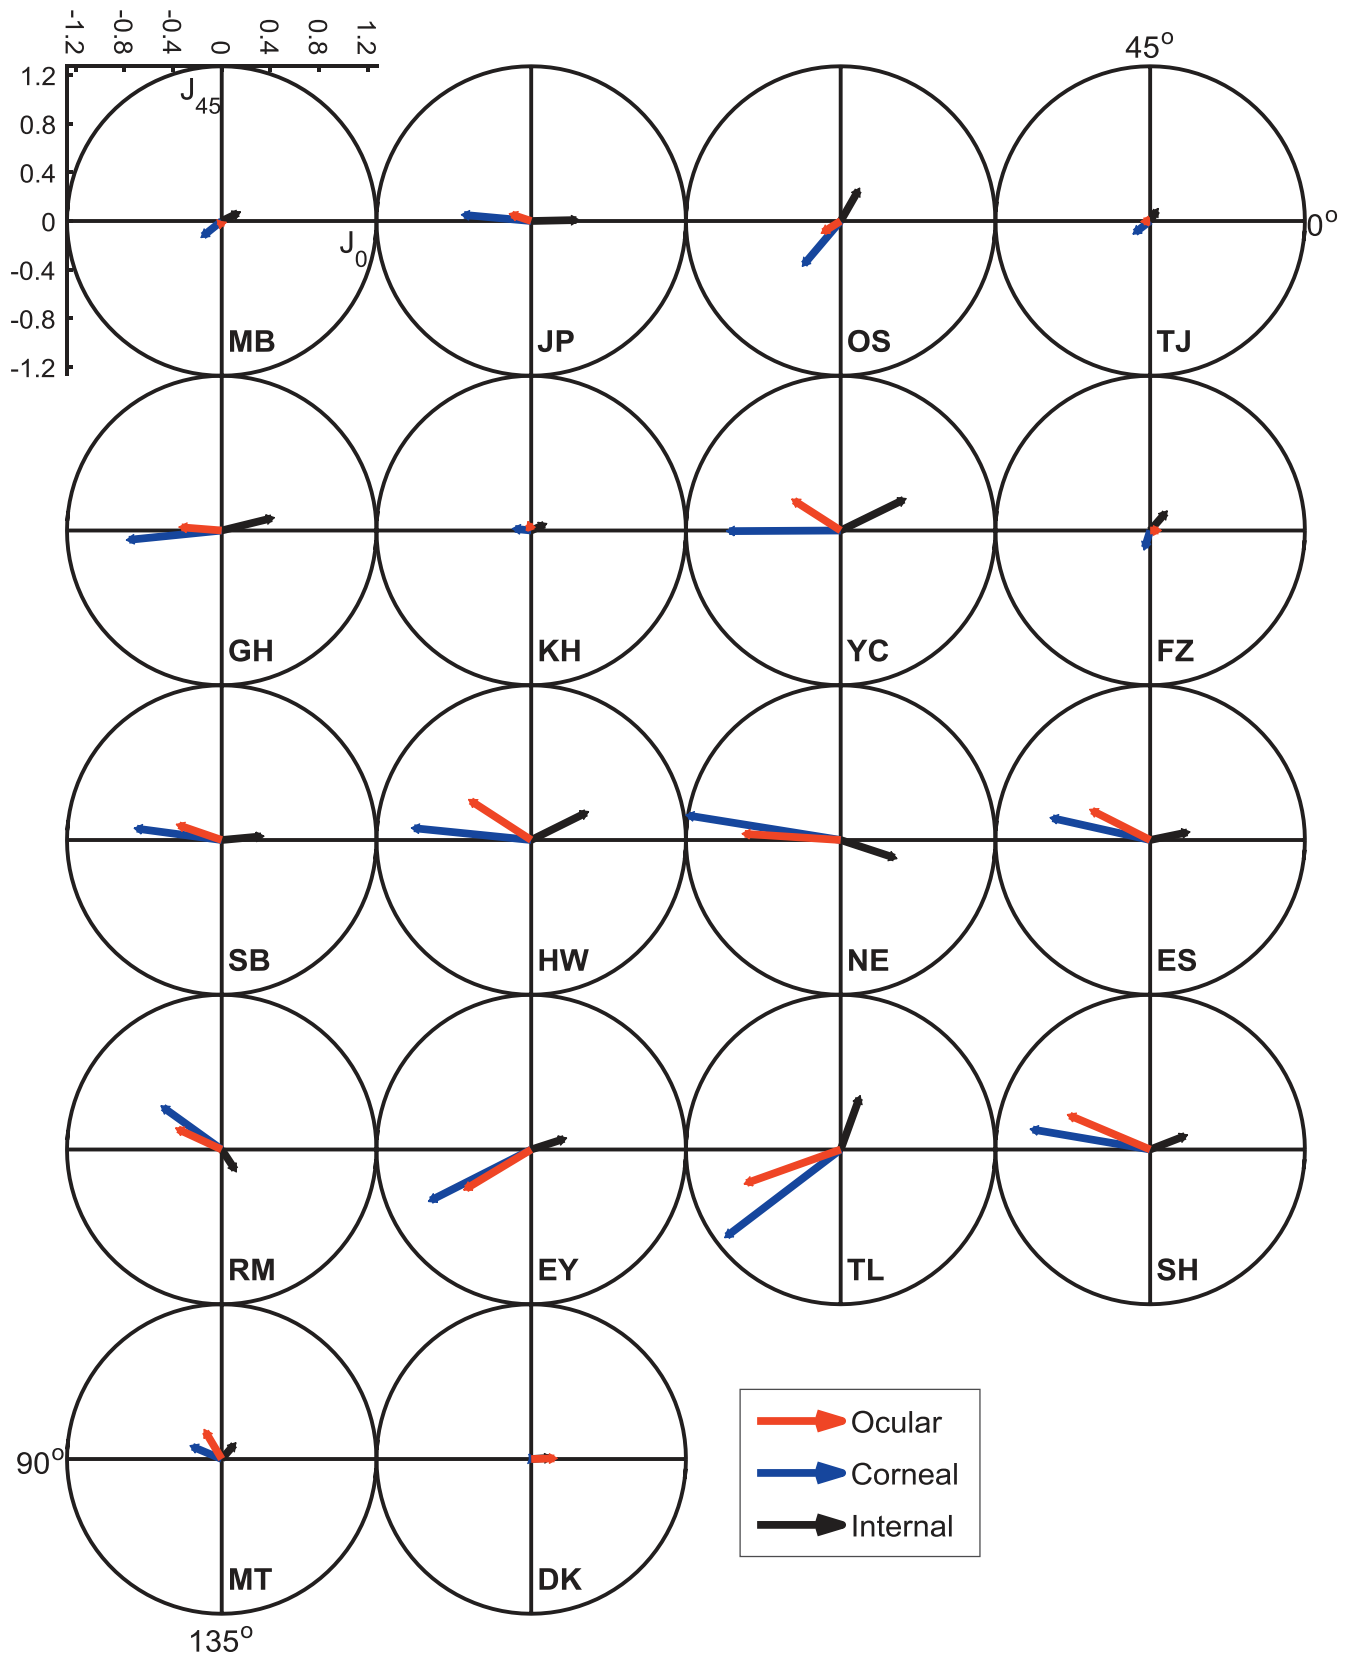 -1.2 -0.8 -0.4 0 0.4 0.8 1.2
45°
1.2
0.8
0.4
0
-0.4
-0.8
-1.2
J45
J0
0°
MB JP OS TJ
GH KH YC FZ
SB HW NE ES
RM EY TL SH
90°
MT DK
135°
Ocular
Corneal
Internal